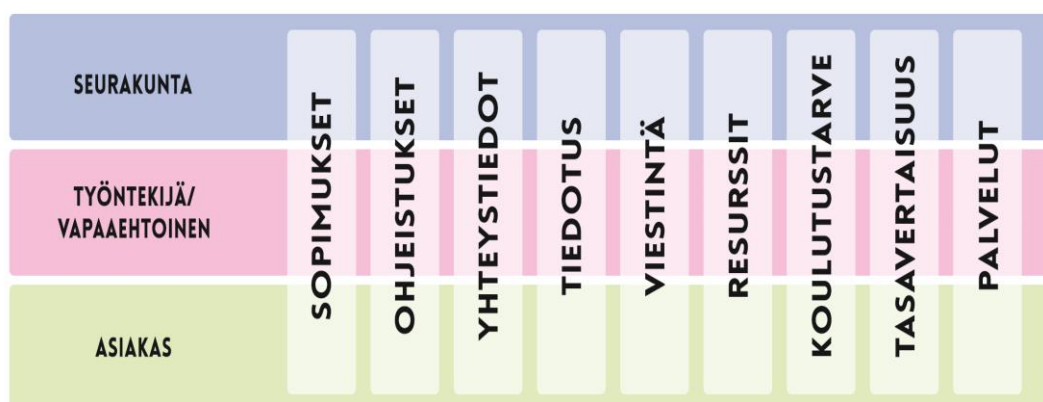 SEURAKUNTA
TYÖNTEKIJÄ/
VAPAAEHTOINEN
ASIAKAS
SOPIMUKSET
OHJEISTUKSET
YHTEYSTIEDOT
TIEDOTUS
VIESTINTÄ
RESURSSIT
KOULUTUSTARVE
TASAVERTAISUUS
PALVELUT